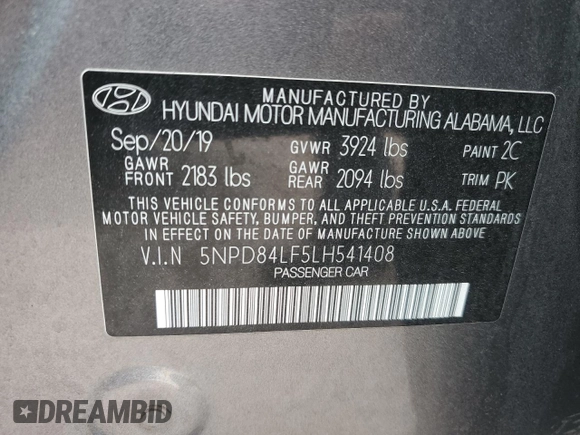 MANUFACTURED BY
HYUNDAI MOTOR MANUFACTURING ALABAMA, LLC
Sep/20/19 GVWR 3924 lbs PAINT 2C
GAWR FRONT 2183 lbs GAWR REAR 2094 lbs TRIM PK
THIS VEHICLE CONFORMS TO ALL APPLICABLE U.S.A. FEDERAL
MOTOR VEHICLE SAFETY, BUMPER, AND THEFT PREVENTION STANDARDS
IN EFFECT ON THE DATE OF MANUFACTURE SHOWN ABOVE.
V.I.N 5NPD84LF5LH541408
PASSENGER CAR
DREAMBID